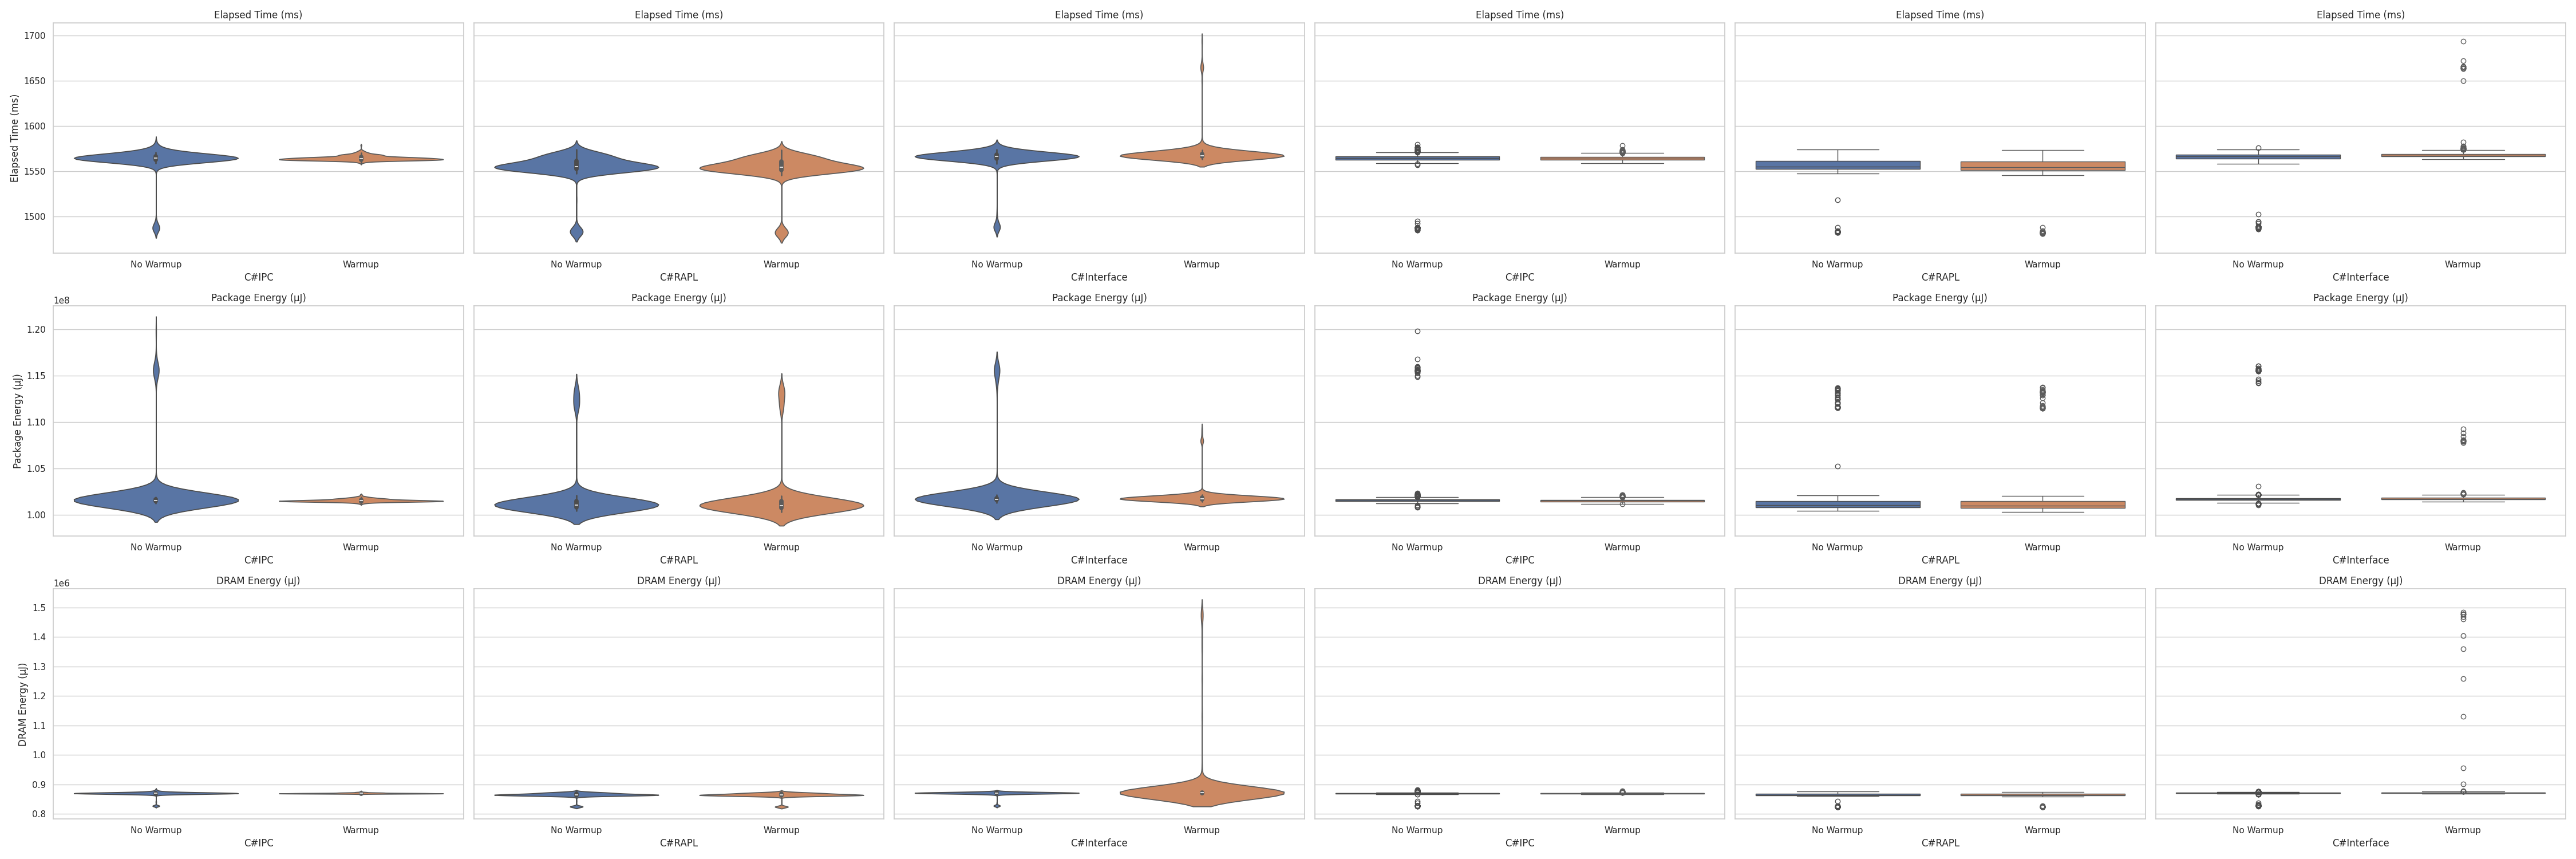 Elapsed Time (ms) Elapsed Time (ms) Elapsed Time (ms) Elapsed Time (ms) Elapsed Time (ms) Elapsed Time (ms)
Elapsed Time (ms)
1700
1650
1600
1550
1500
No Warmup Warmup No Warmup Warmup No Warmup Warmup No Warmup Warmup No Warmup Warmup No Warmup Warmup
C#IPC C#RAPL C#Interface C#IPC C#RAPL C#Interface
1e8 Package Energy (µJ) Package Energy (µJ) Package Energy (µJ) Package Energy (µJ) Package Energy (µJ) Package Energy (µJ)
Package Energy (µJ)
1.20
1.15
1.10
1.05
1.00
No Warmup Warmup No Warmup Warmup No Warmup Warmup No Warmup Warmup No Warmup Warmup No Warmup Warmup
C#IPC C#RAPL C#Interface C#IPC C#RAPL C#Interface
1e6 DRAM Energy (µJ) DRAM Energy (µJ) DRAM Energy (µJ) DRAM Energy (µJ) DRAM Energy (µJ) DRAM Energy (µJ)
DRAM Energy (µJ)
1.5
1.4
1.3
1.2
1.1
1.0
0.9
0.8
No Warmup Warmup No Warmup Warmup No Warmup Warmup No Warmup Warmup No Warmup Warmup No Warmup Warmup
C#IPC C#RAPL C#Interface C#IPC C#RAPL C#Interface